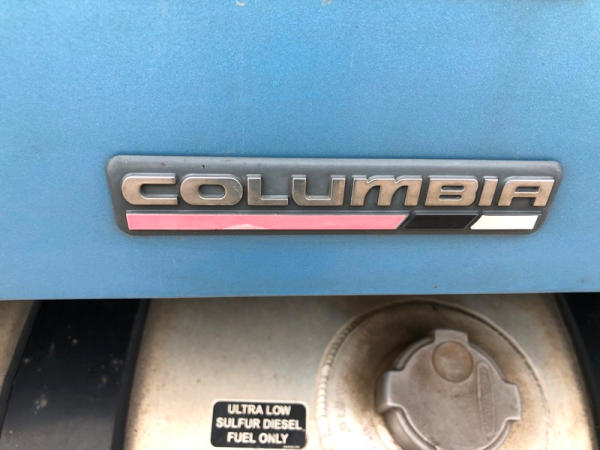 COLUMBIA
ULTRA LOW
SULFUR DIESEL
FUEL ONLY